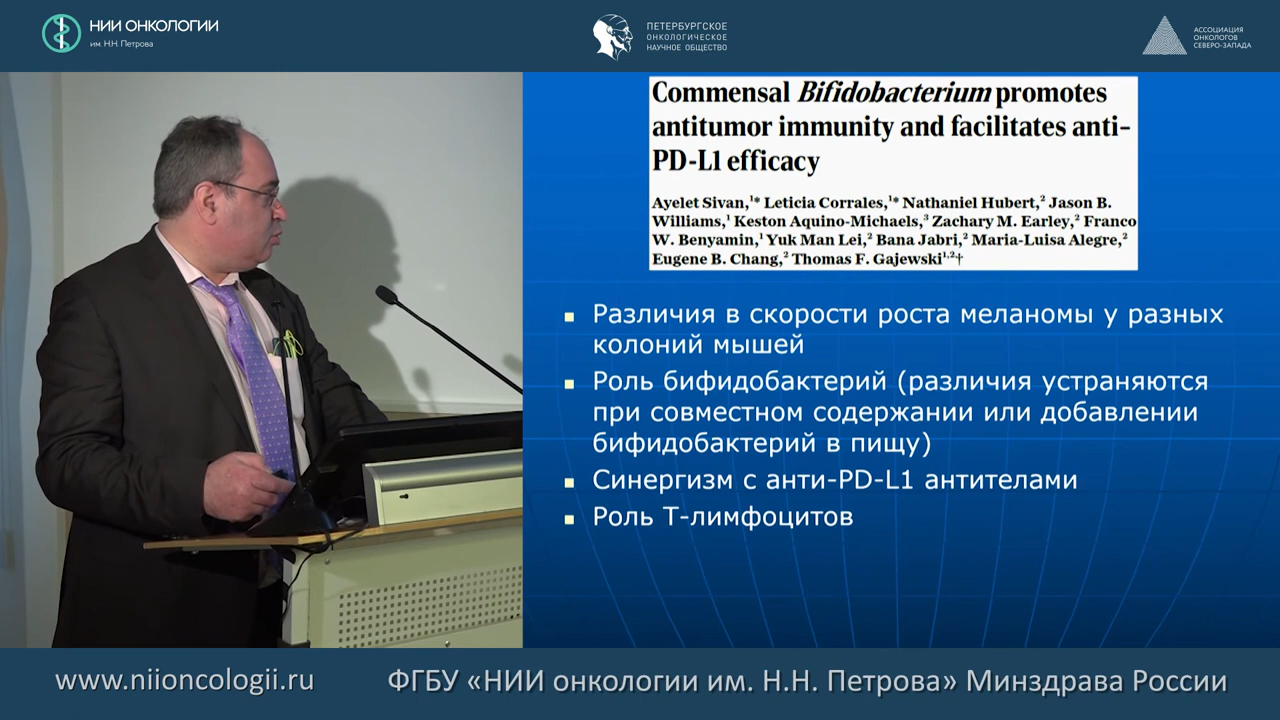 НИИ ОНКОЛОГИИ
им. Н.Н. Петрова
ПЕТЕРБУРГСКОЕ
ОНКОЛОГИЧЕСКОЕ
НАУЧНОЕ ОБЩЕСТВО
АССОЦИАЦИЯ
ОНКОЛОГОВ
СЕВЕРО-ЗАПАДА
Commensal Bifidobacterium promotes
antitumor immunity and facilitates anti–
PD-L1 efficacy
Ayelet Sivan,¹* Leticia Corrales,¹* Nathaniel Hubert,² Jason B.
Williams,¹ Keston Aquino-Michaels,³ Zachary M. Earley,² Franco
W. Benyamin,¹ Yuk Man Lei,² Bana Jabri,² Maria-Luisa Alegre,²
Eugene B. Chang,² Thomas F. Gajewski¹,²†
Различия в скорости роста меланомы у разных
колоний мышей
Роль бифидобактерий (различия устраняются
при совместном содержании или добавлении
бифидобактерий в пищу)
Синергизм с анти-PD-L1 антителами
Роль Т-лимфоцитов
www.niioncologii.ru
ФГБУ «НИИ онкологии им. Н.Н. Петрова» Минздрава России